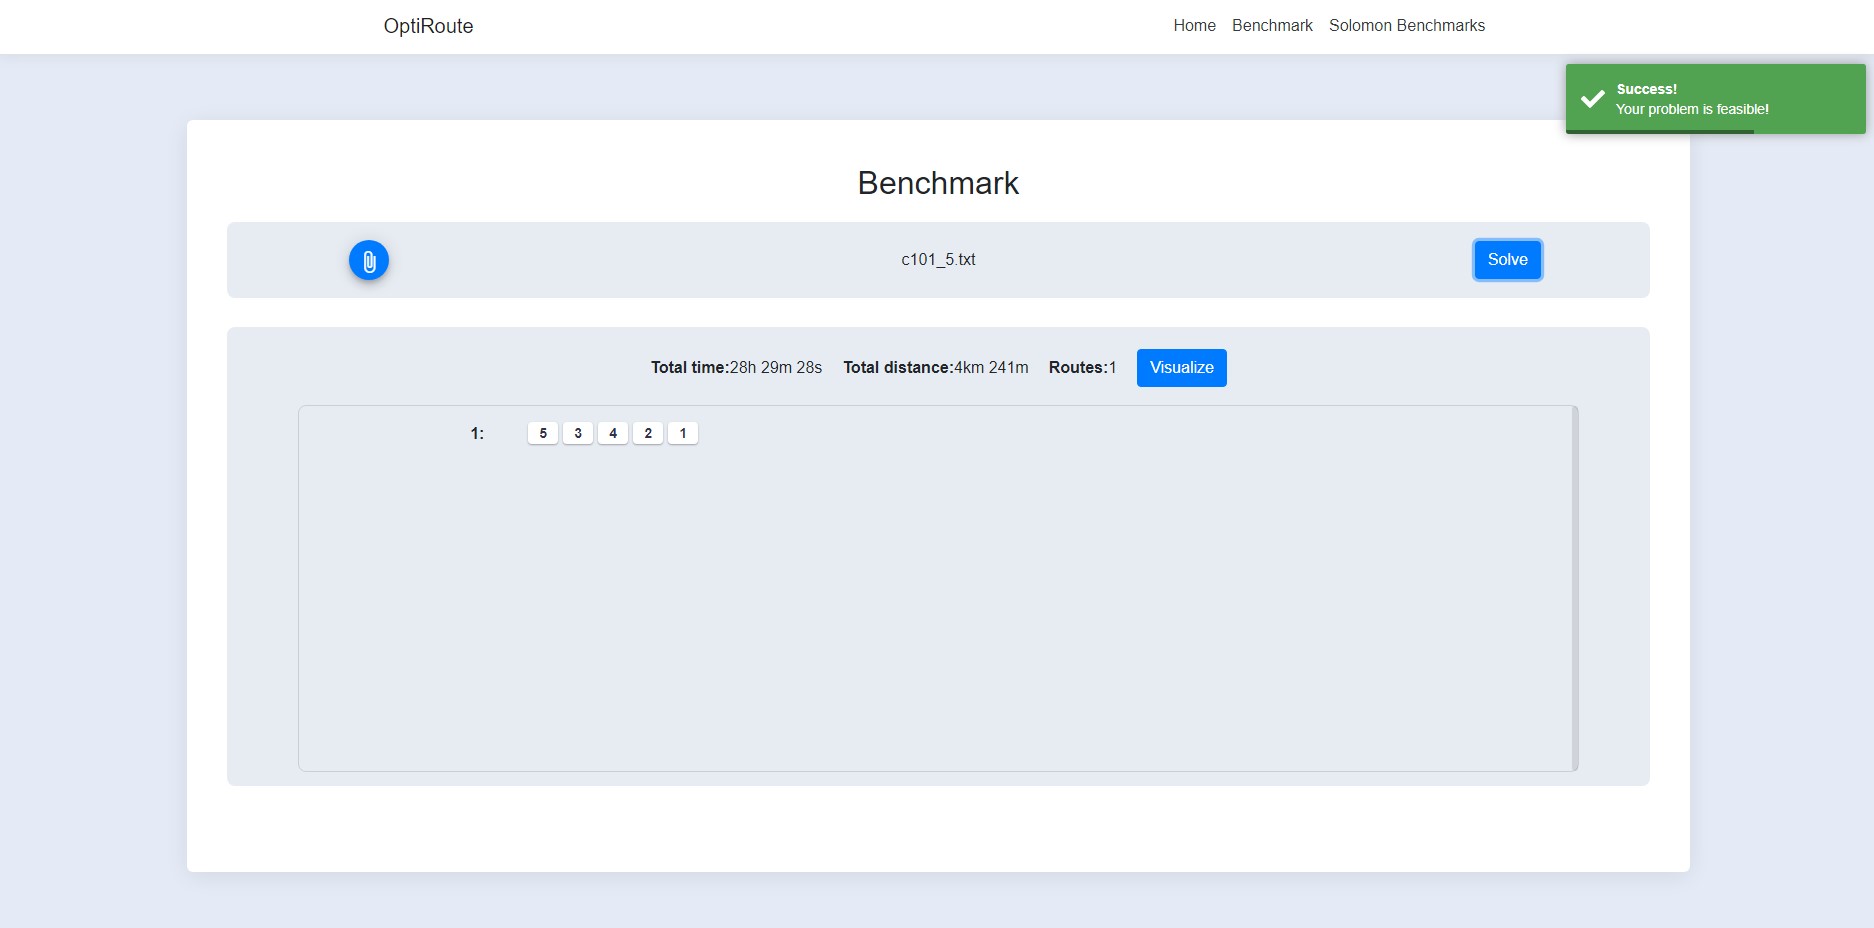 OptiRoute Home Benchmark Solomon Benchmarks
Success!
Your problem is feasible!
Benchmark
c101_5.txt Solve
Total time:28h 29m 28s Total distance:4km 241m Routes:1 Visualize
1: 5 3 4 2 1